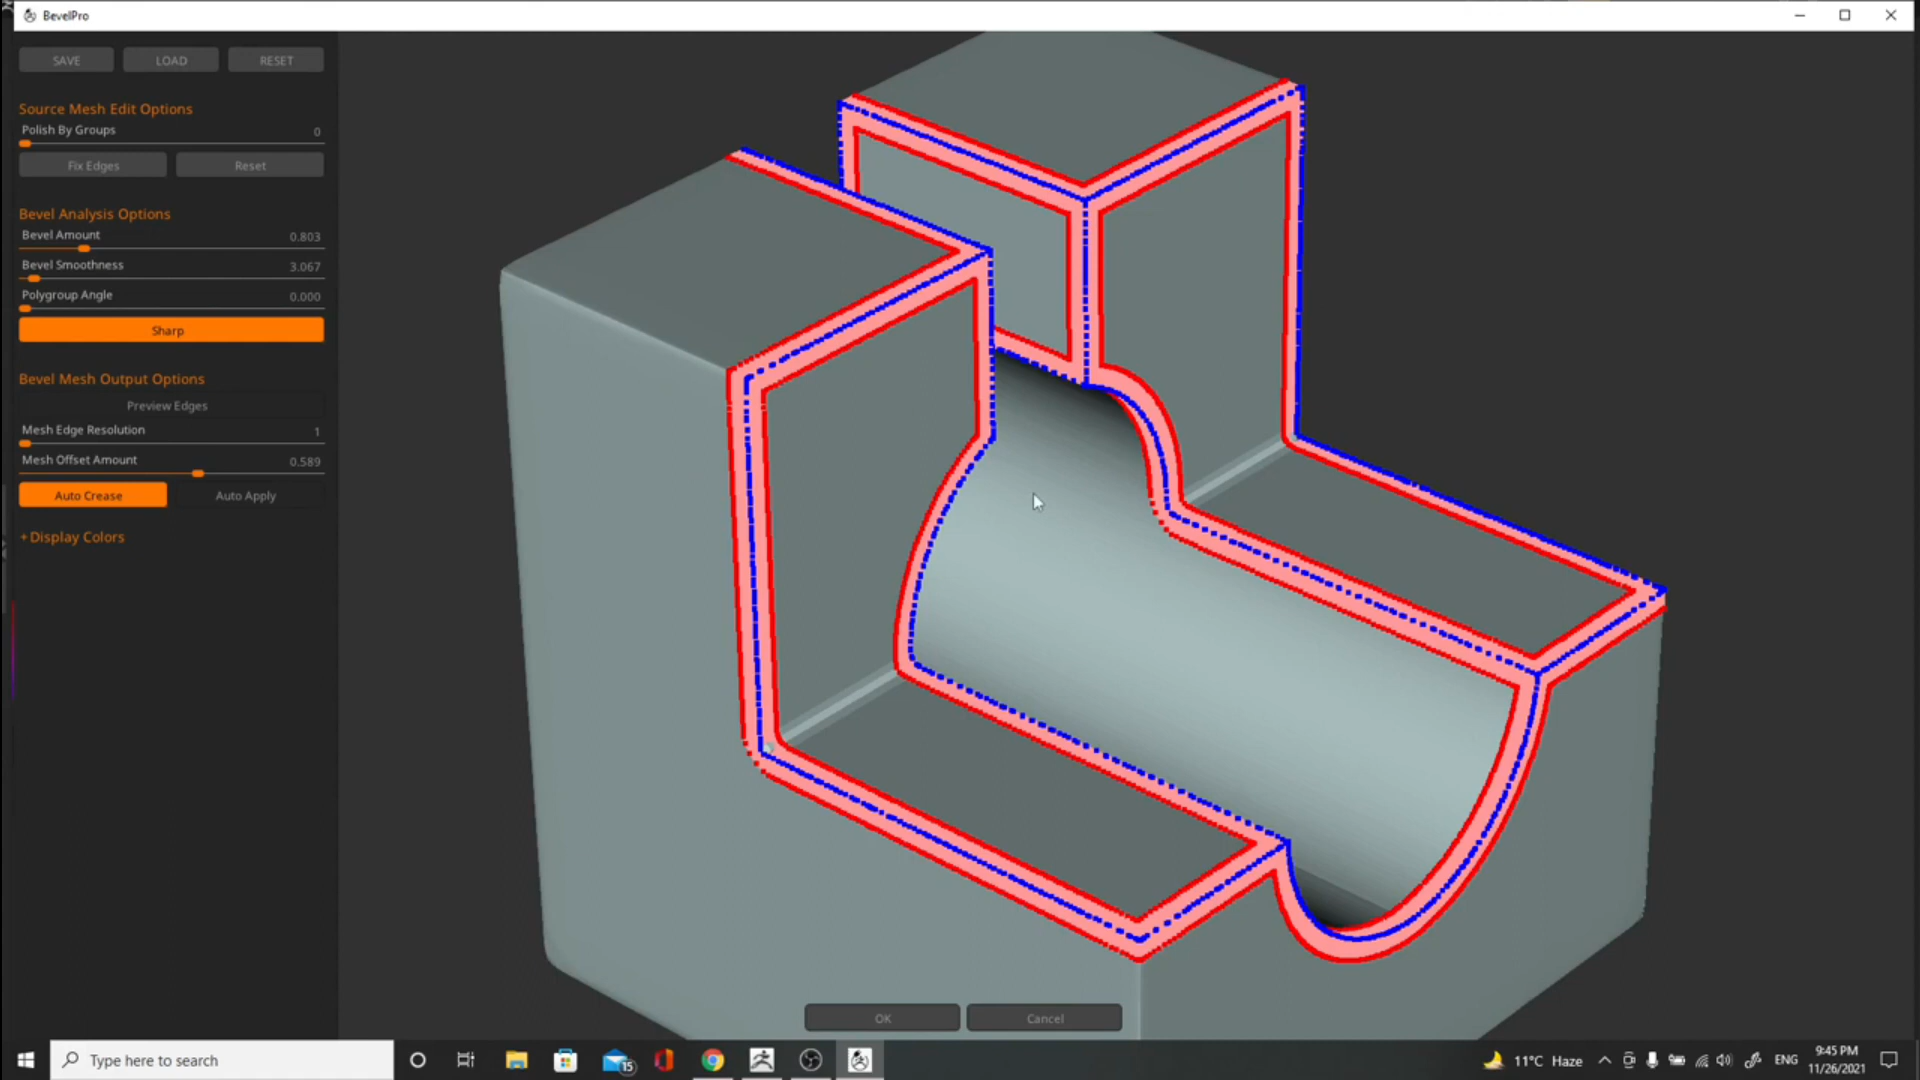 BevelPro
SAVE LOAD RESET
Source Mesh Edit Options
Polish By Groups 0
Fix Edges Reset
Bevel Analysis Options
Bevel Amount 0.803
Bevel Smoothness 3.067
Polygroup Angle 0.000
Sharp
Bevel Mesh Output Options
Preview Edges
Mesh Edge Resolution 1
Mesh Offset Amount 0.589
Auto Crease Auto Apply
+ Display Colors
OK Cancel
Type here to search
15
11°C Haze
ENG
9:45 PM
11/26/2021